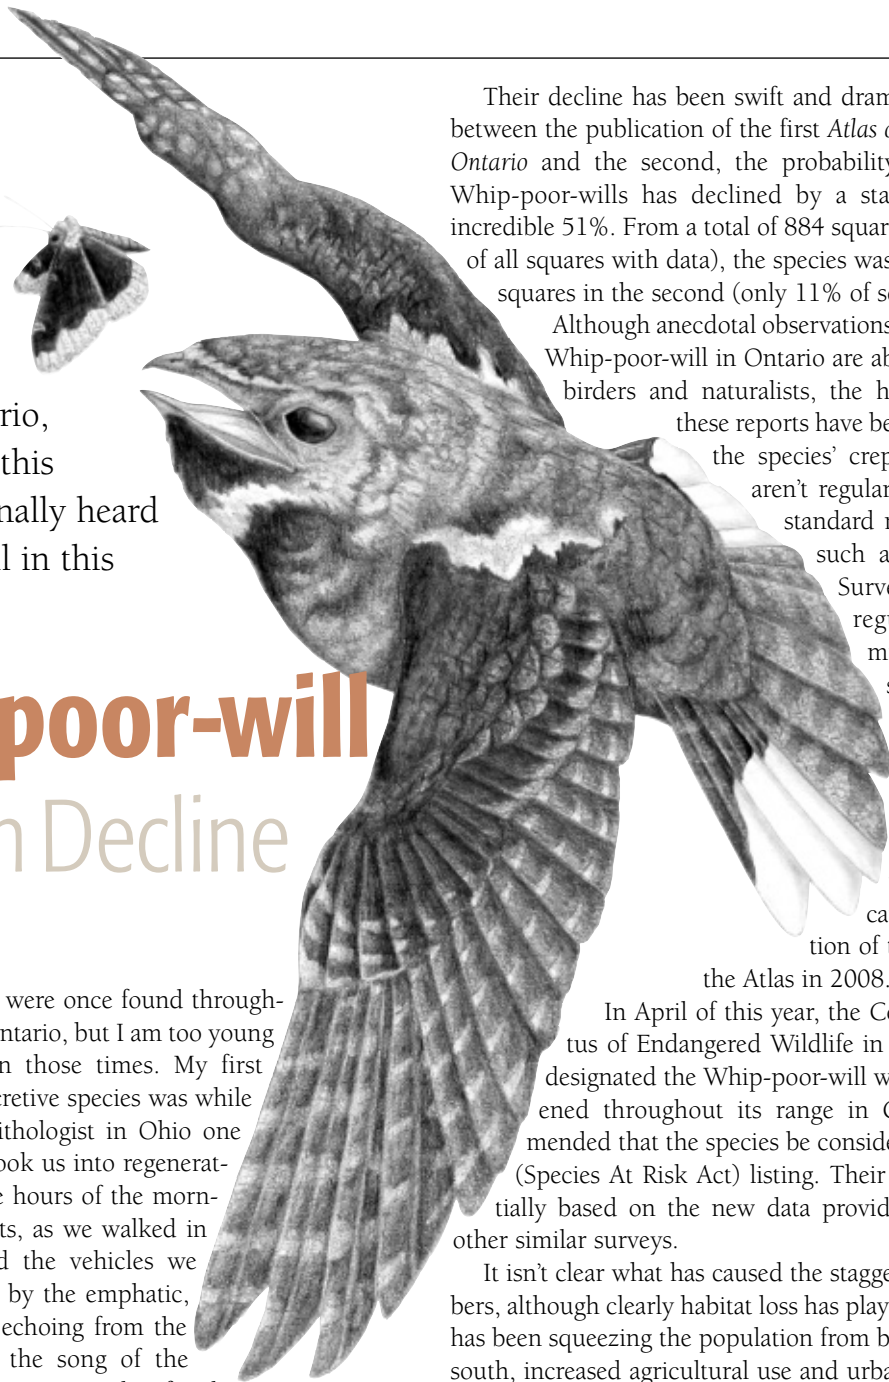 rio,
this
nally heard
l in this
poor-will
n Decline
were once found through-
ntario, but I am too young
n those times. My first
cretive species was while
ithologist in Ohio one
ook us into regenerat-
e hours of the morn-
ts, as we walked in
d the vehicles we
by the emphatic,
echoing from the
the song of the
Their decline has been swift and dram
between the publication of the first Atlas
Ontario and the second, the probability
Whip-poor-wills has declined by a sta
incredible 51%. From a total of 884 squar
of all squares with data), the species was
squares in the second (only 11% of s
Although anecdotal observations
Whip-poor-will in Ontario are ab
birders and naturalists, the h
these reports have be
the species’ crep
aren’t regular
standard
such a
Surve
regu
m
s
ca
tion of
the Atlas in 2008.
In April of this year, the C
tus of Endangered Wildlife in
designated the Whip-poor-will w
ened throughout its range in
mended that the species be conside
(Species At Risk Act) listing. Their
tially based on the new data provid
other similar surveys.
It isn’t clear what has caused the stagge
bers, although clearly habitat loss has play
has been squeezing the population from b
south, increased agricultural use and urba